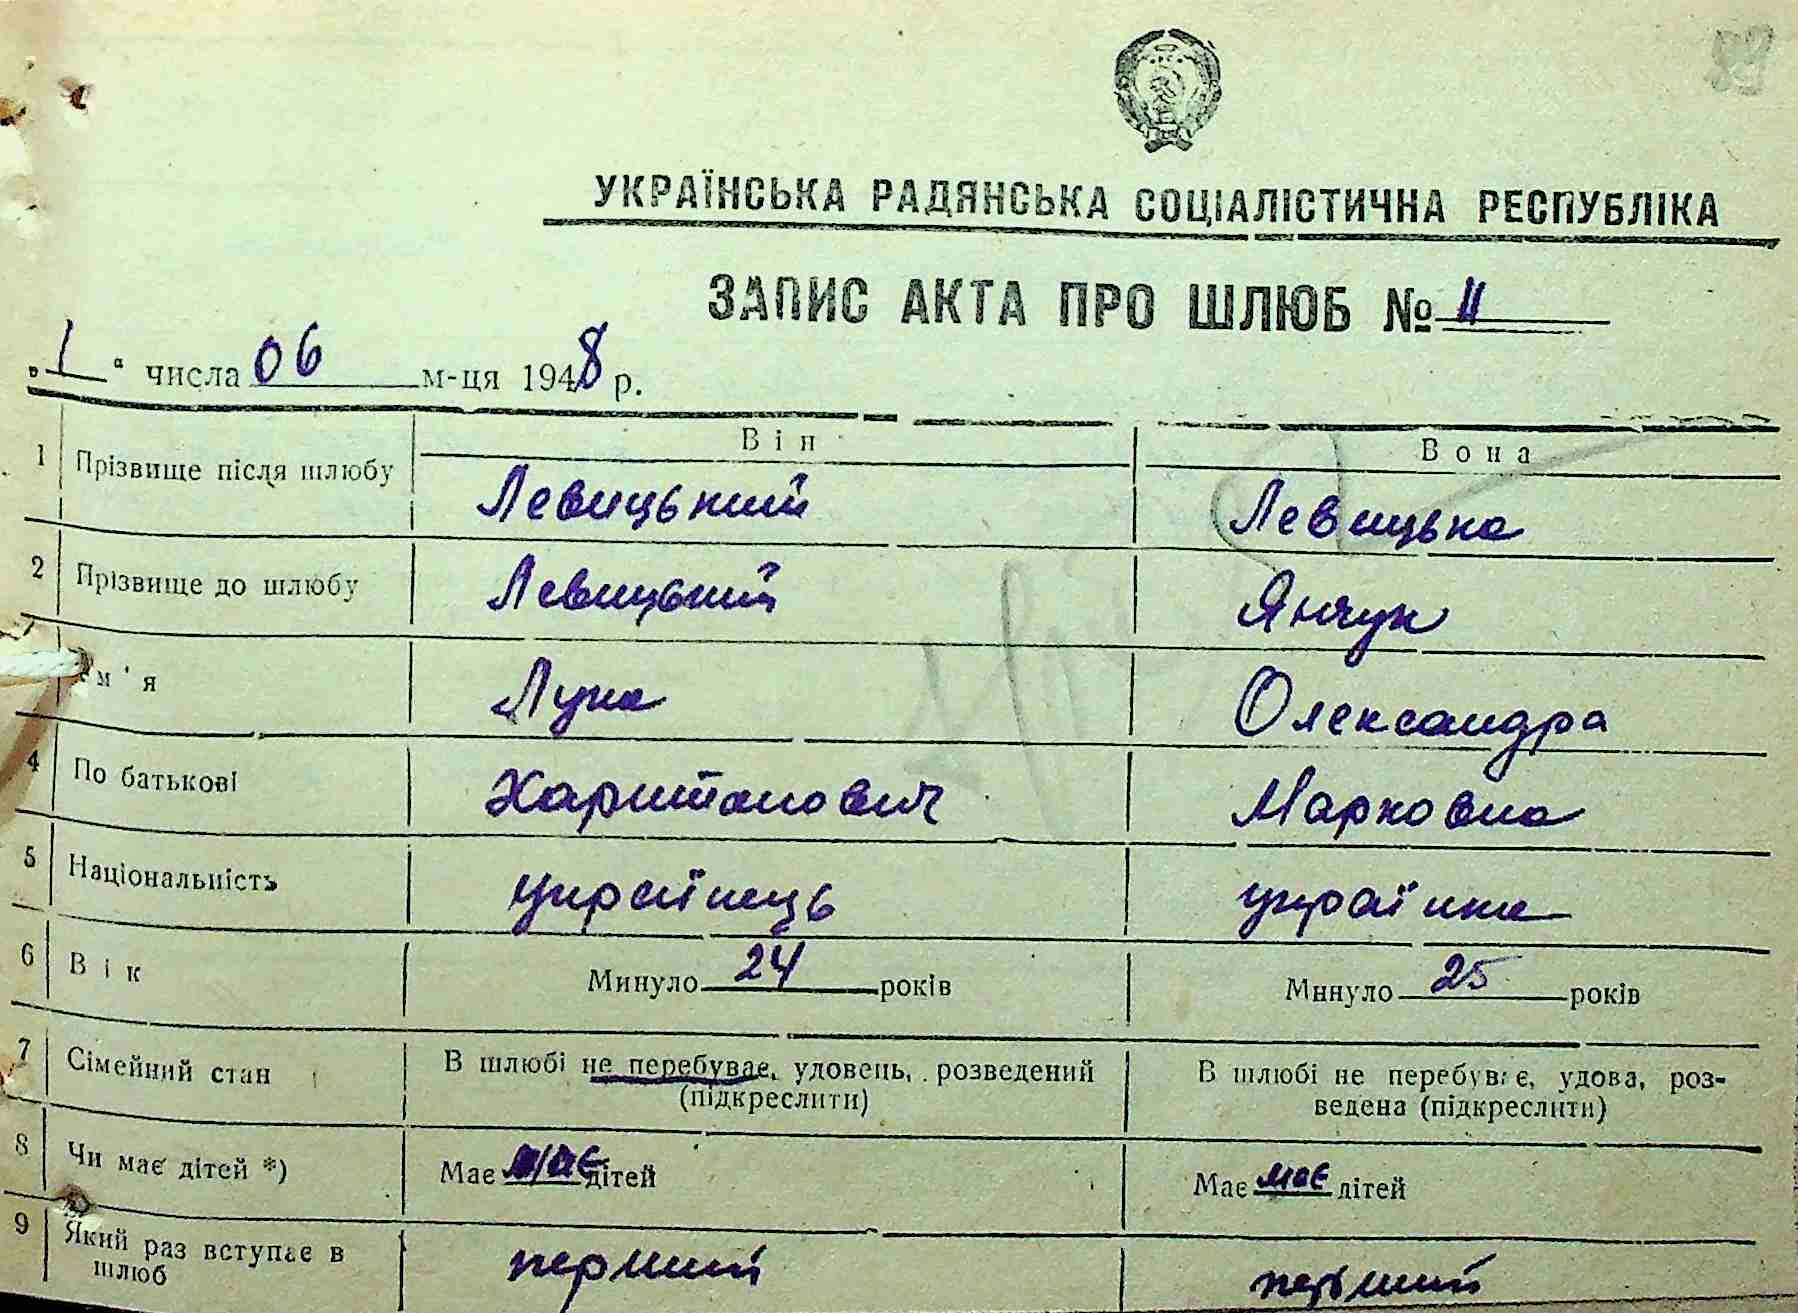 УКРАЇНСЬКА РАДЯНСЬКА СОЦІАЛІСТИЧНА РЕСПУБЛІКА
ЗАПИС АКТА ПРО ШЛЮБ № 11
„1“ числа 06 м-ця 1948 р.
Він Вона
1 Прізвище після шлюбу Левицький Левицька
2 Прізвище до шлюбу Левицький Янчук
Ім'я Лука Олександра
4 По батькові Харитонович Марковна
5 Національність українець українка
6 Вік Минуло 24 років Минуло 25 років
7 Сімейний стан В шлюбі не перебуває, удовець, розведений (підкреслити) В шлюбі не перебуває, удова, роз-
ведена (підкреслити)
8 Чи має дітей *) Має має дітей Має має дітей
9 Який раз вступає в шлюб перший перший